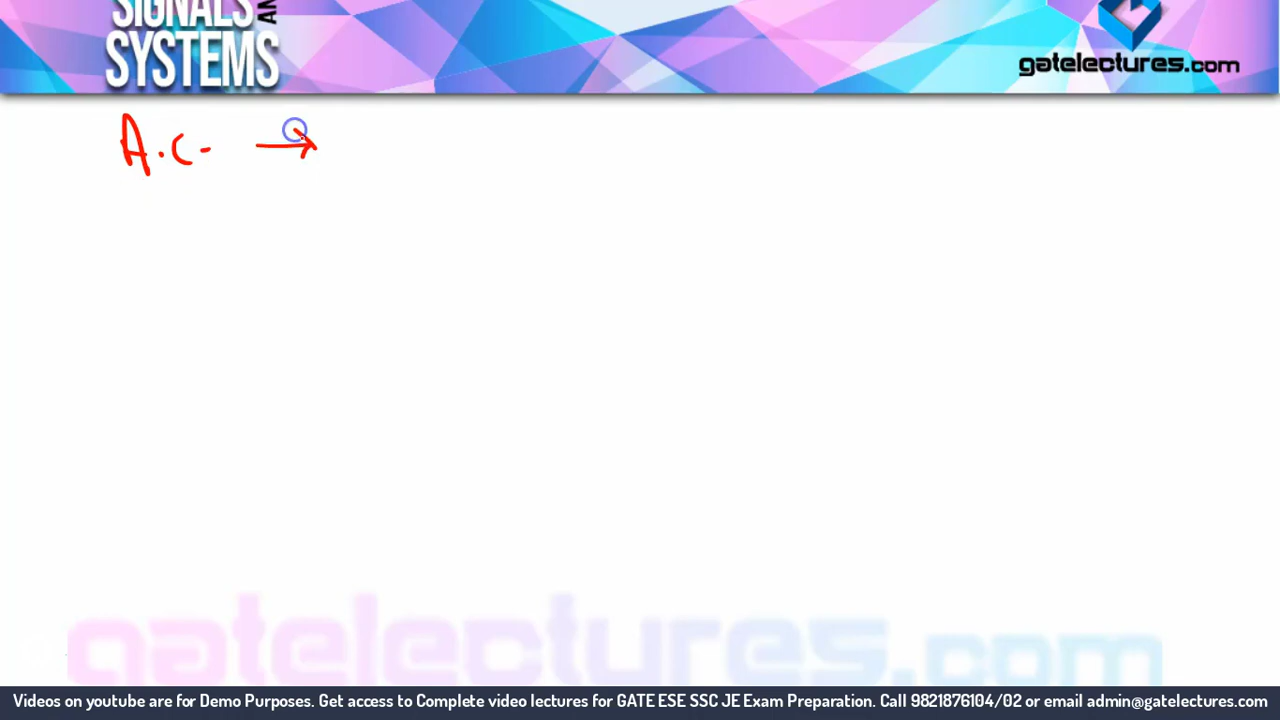 SIGNALS AND
SYSTEMS
gatelectures.com
A.C. →
gatelectures.com
Videos on youtube are for Demo Purposes. Get access to Complete video lectures for GATE ESE SSC JE Exam Preparation. Call 9821876104/02 or email admin@gatelectures.com